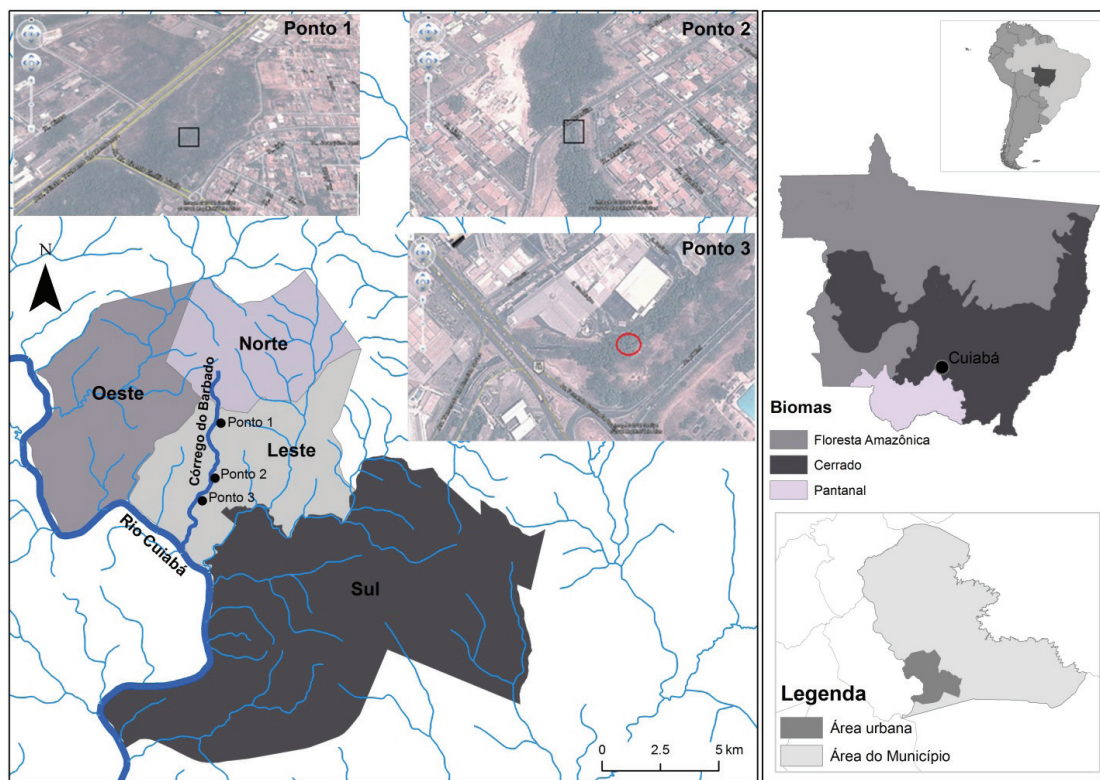 Ponto 1
Ponto 2
Ponto 3
N
Norte
Oeste
Leste
Sul
Córrego do Barbado
Ponto 1
Ponto 2
Ponto 3
Rio Cuiabá
0 2.5 5 km
Cuiabá
Biomas
Floresta Amazônica
Cerrado
Pantanal
Legenda
Área urbana
Área do Município